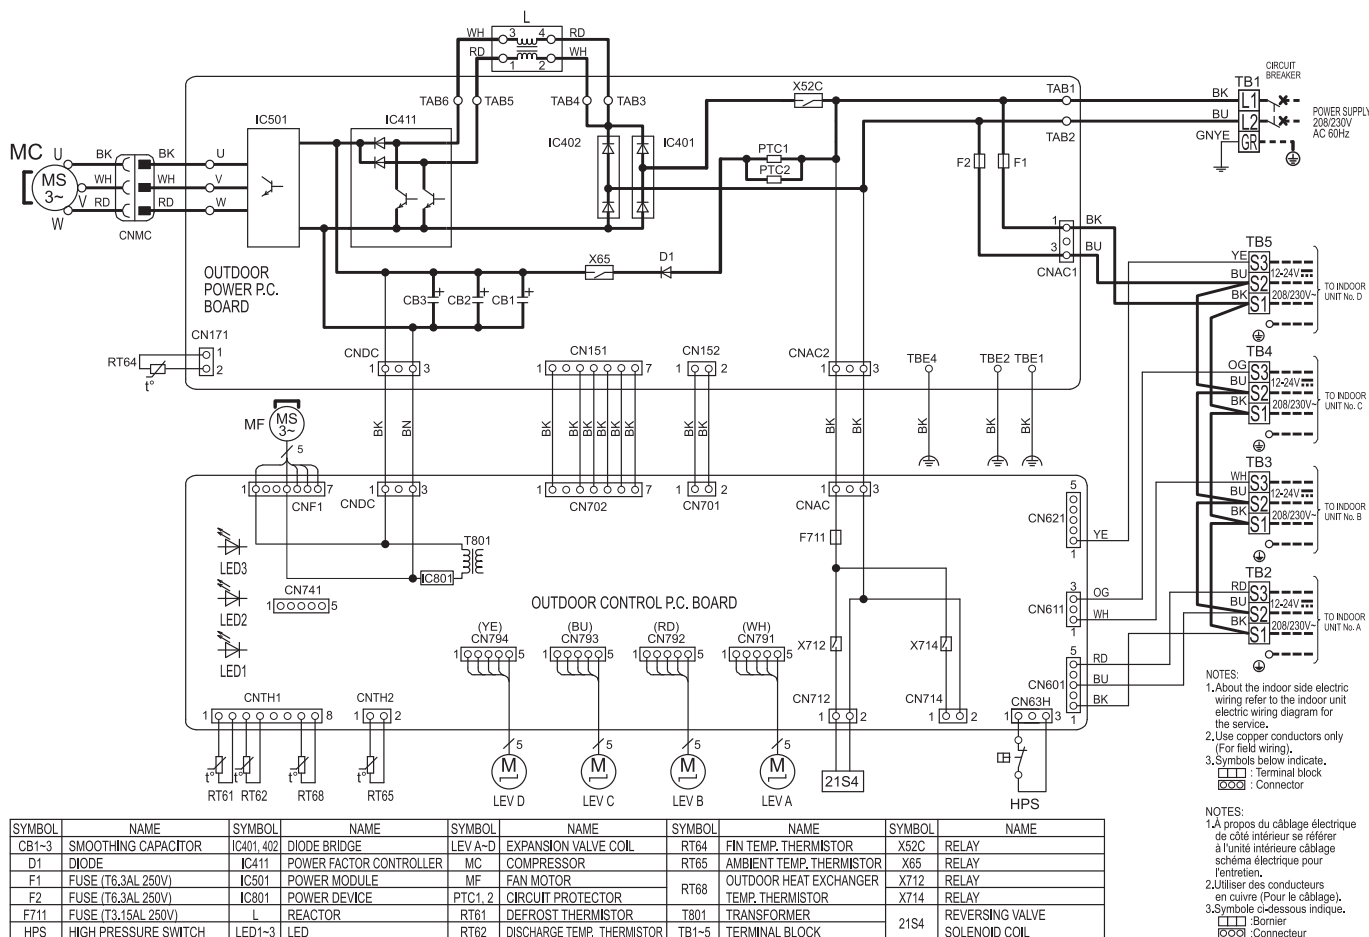 L
WH 3 4 RD
RD 1 2 WH
TAB6 TAB5 TAB4 TAB3
X52C
TAB1
TAB2
CIRCUIT
BREAKER
TB1
BK L1
BU L2
GNYE GR
POWER SUPPLY
208/230V
AC 60Hz
IC501
IC411
IC402
IC401
PTC1
PTC2
F2
F1
MC
U BK BK U
MS
3~
V WH WH V
W RD RD W
CNMC
OUTDOOR
POWER P.C.
BOARD
X65
D1
CB3 + CB2 + CB1 +
1 BK
3 BU
CNAC1
TB5
YE S3
BU S2
BK S1
12-24V
208/230V~
TO INDOOR
UNIT No. D
CN171
1
2
RT64
t°
CNDC
1 3
CN151
1 7
CN152
1 2
CNAC2
1 3
TBE4
TBE2
TBE1
TB4
OG S3
BU S2
BK S1
12-24V
208/230V~
TO INDOOR
UNIT No. C
MF
MS
3~
5
BK BN
BK BK BK BK BK BK
BK BK
BK BK
BK BK BK
1 7
CNF1
1 3
CNDC
1 7
CN702
1 2
CN701
1 3
CNAC
TB3
WH S3
BU S2
BK S1
12-24V
208/230V~
TO INDOOR
UNIT No. B
5
CN621
1
YE
F711
T801
IC801
LED3
LED2
LED1
CN741
1 5
OUTDOOR CONTROL P.C. BOARD
3
CN611
1
OG
WH
TB2
RD S3
BU S2
BK S1
12-24V
208/230V~
TO INDOOR
UNIT No. A
(YE)
CN794
1 5
(BU)
CN793
1 5
(RD)
CN792
1 5
(WH)
CN791
1 5
X712
X714
5
CN601
1
RD
BU
BK
CNTH1
1 8
CNTH2
1 2
CN712
1 2
CN714
1 2
CN63H
1 3
t° t° t° t°
RT61 RT62 RT68 RT65
5 5 5 5
M M M M
LEV D LEV C LEV B LEV A
21S4
HPS
NOTES:
1.About the indoor side electric
wiring refer to the indoor unit
electric wiring diagram for
the service.
2.Use copper conductors only
(For field wiring).
3.Symbols below indicate.
: Terminal block
: Connector
NOTES:
1.À propos du câblage électrique
de côté intérieur se référer
à l'unité intérieure câblage
schéma électrique pour
l'entretien.
2.Utiliser des conducteurs
en cuivre (Pour le câblage).
3.Symbole ci-dessous indique.
:Bornier
:Connecteur
SYMBOL NAME SYMBOL NAME SYMBOL NAME SYMBOL NAME SYMBOL NAME
CB1~3 SMOOTHING CAPACITOR IC401, 402 DIODE BRIDGE LEV A~D EXPANSION VALVE COIL RT64 FIN TEMP. THERMISTOR X52C RELAY
D1 DIODE IC411 POWER FACTOR CONTROLLER MC COMPRESSOR RT65 AMBIENT TEMP. THERMISTOR X65 RELAY
F1 FUSE (T6.3AL 250V) IC501 POWER MODULE MF FAN MOTOR RT68 OUTDOOR HEAT EXCHANGER X712 RELAY
F2 FUSE (T6.3AL 250V) IC801 POWER DEVICE PTC1, 2 CIRCUIT PROTECTOR TEMP. THERMISTOR X714 RELAY
F711 FUSE (T3.15AL 250V) L REACTOR RT61 DEFROST THERMISTOR T801 TRANSFORMER 21S4 REVERSING VALVE
HPS HIGH PRESSURE SWITCH LED1~3 LED RT62 DISCHARGE TEMP. THERMISTOR TB1~5 TERMINAL BLOCK SOLENOID COIL